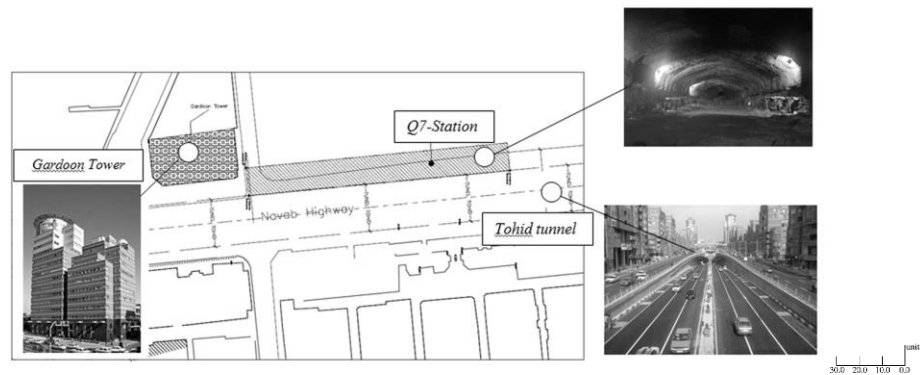 Gardoon Tower
Q7-Station
Gardoon Tower
Navab Highway
Tohid tunnel
unit
30.0 20.0 10.0 0.0